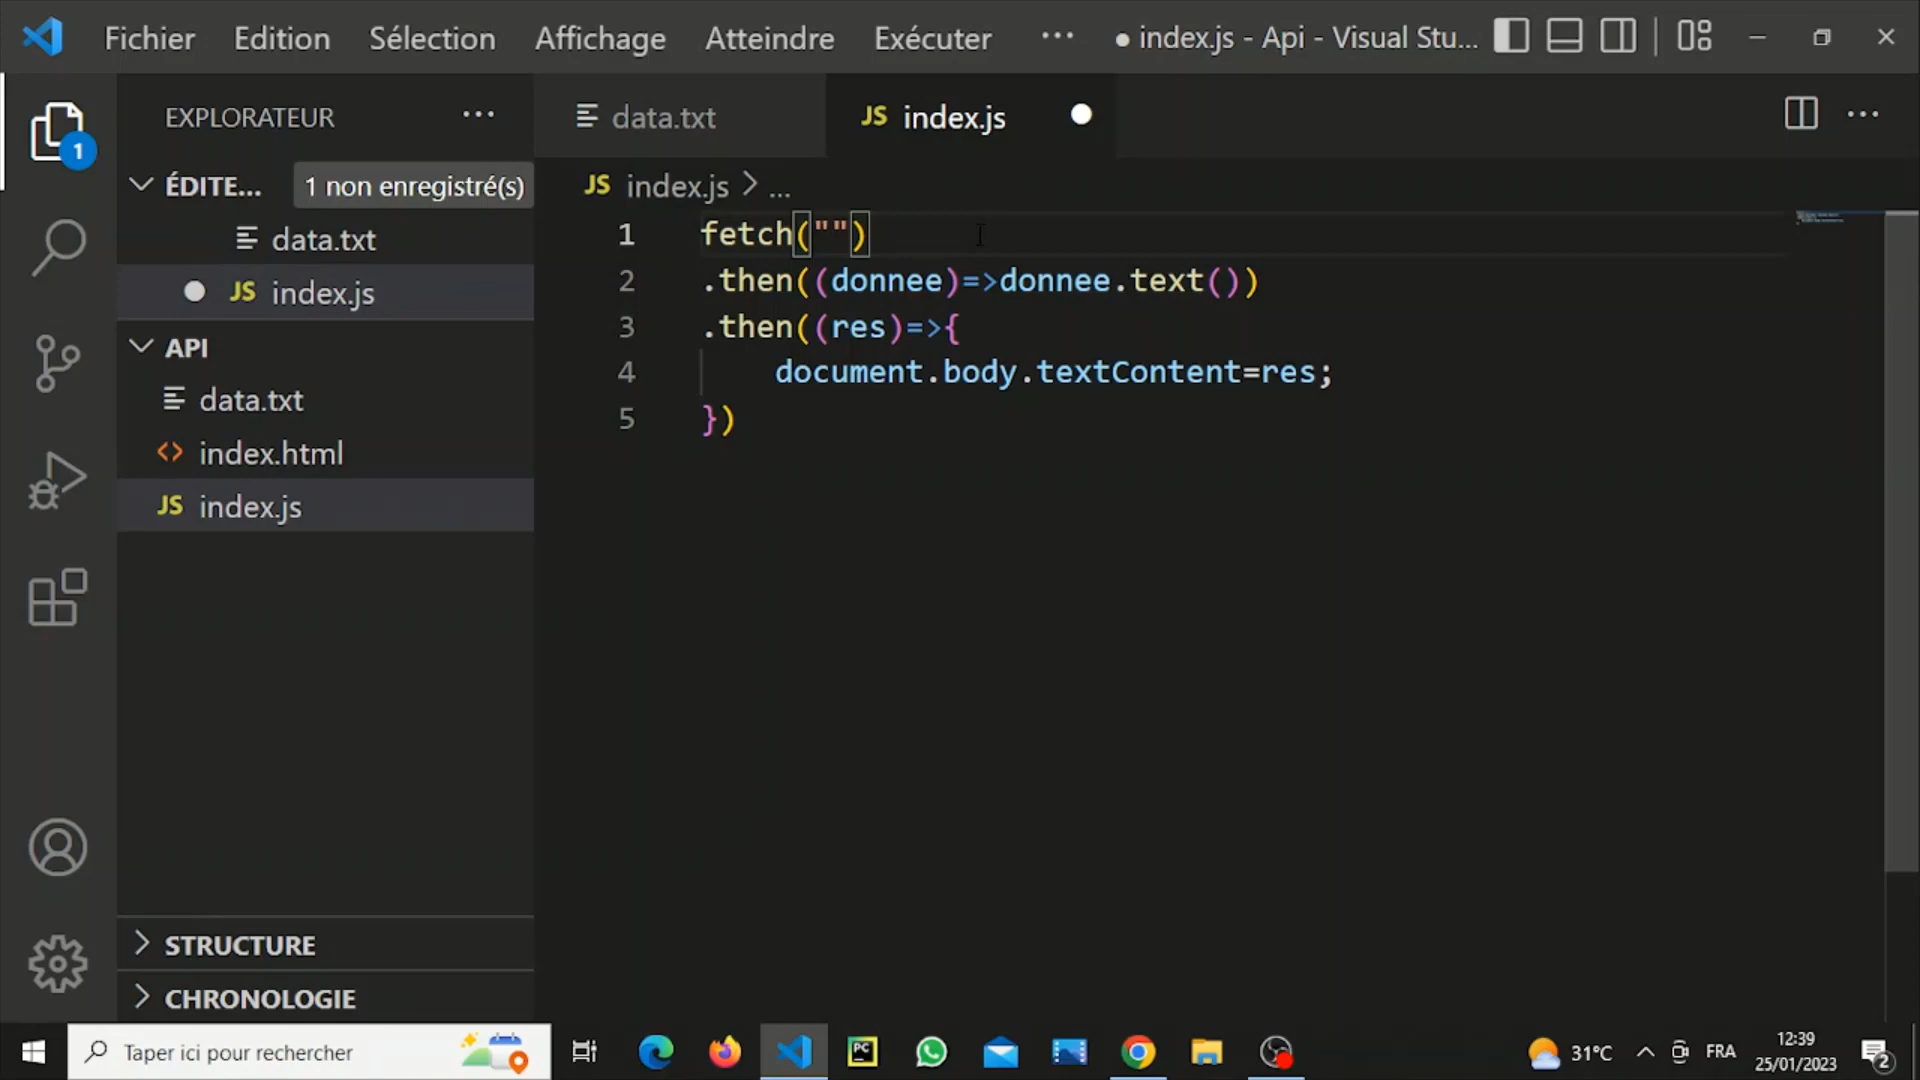 Fichier Edition Sélection Affichage Atteindre Exécuter ··· ● index.js - Api - Visual Stu...
EXPLORATEUR ···
1
ÉDITE... 1 non enregistré(s)
data.txt
JS index.js
API
data.txt
<> index.html
JS index.js
STRUCTURE
CHRONOLOGIE
data.txt JS index.js ● ···
JS index.js > ...
1 fetch("")
2 .then((donnee)=>donnee.text())
3 .then((res)=>{
4 document.body.textContent=res;
5 })
Taper ici pour rechercher
PC
31°C FRA 12:39
25/01/2023
2